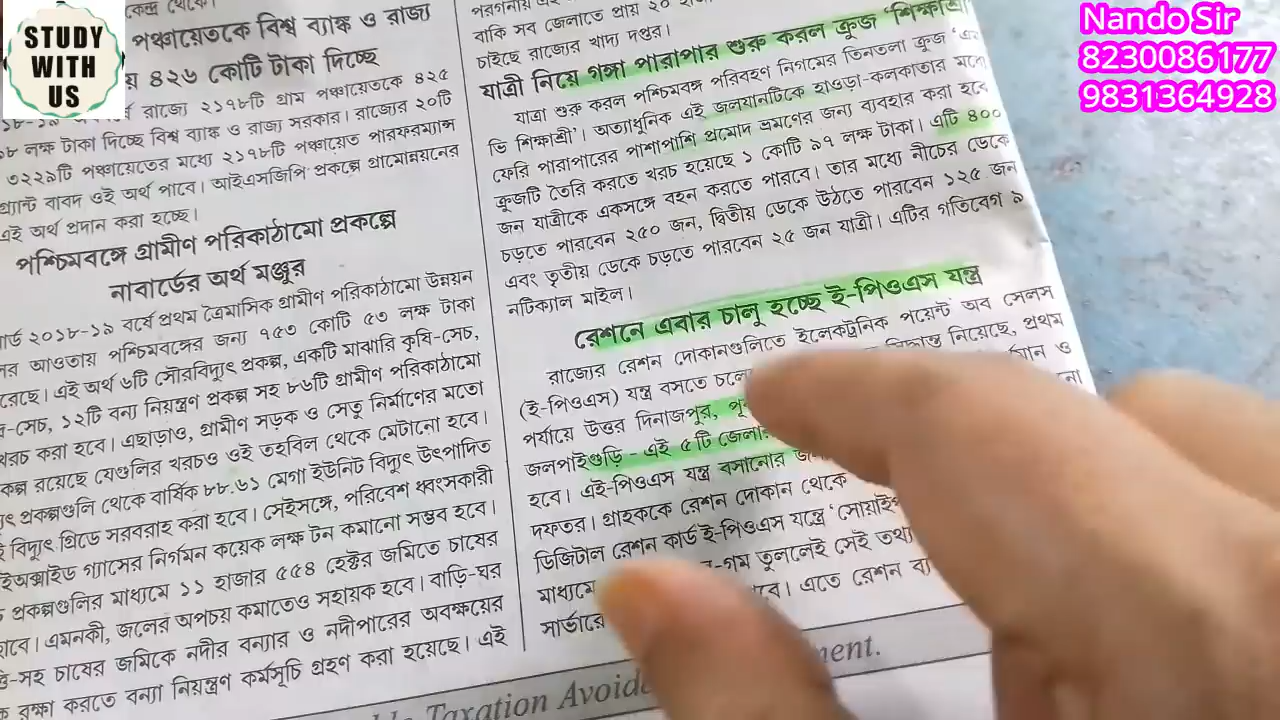 STUDY
WITH
US
Nando Sir
8230086177
9831364928
পঞ্চায়েতকে বিশ্ব ব্যাঙ্ক ও রাজ্য
৪২৬ কোটি টাকা দিচ্ছে
রাজ্যে ২১৭৮টি গ্রাম পঞ্চায়েতকে ৪২৫
লক্ষ টাকা দিচ্ছে বিশ্ব ব্যাঙ্ক ও রাজ্য সরকার। রাজ্যের ২০টি
৩২২৯টি পঞ্চায়েতের মধ্যে ২১৭৮টি পঞ্চায়েত পারফরম্যান্স
গ্র্যান্ট বাবদ ওই অর্থ পাবে। আইএসজিপি প্রকল্পে গ্রামোন্নয়নের
এই অর্থ প্রদান করা হচ্ছে।
পশ্চিমবঙ্গে গ্রামীণ পরিকাঠামো প্রকল্পে
নাবার্ডের অর্থ মঞ্জুর
২০১৮-১৯ বর্ষে প্রথম ত্রৈমাসিক গ্রামীণ পরিকাঠামো উন্নয়ন
আওতায় পশ্চিমবঙ্গের জন্য ৭৫৩ কোটি ৫৩ লক্ষ টাকা
এই অর্থ ৬টি সৌরবিদ্যুৎ প্রকল্প, একটি মাঝারি কৃষি-সেচ,
১২টি বন্যা নিয়ন্ত্রণ প্রকল্প সহ ৮৬টি গ্রামীণ পরিকাঠামো
খরচ করা হবে। এছাড়াও, গ্রামীণ সড়ক ও সেতু নির্মাণের মতো
রয়েছে যেগুলির খরচও ওই তহবিল থেকে মেটানো হবে।
প্রকল্পগুলি থেকে বার্ষিক ৮৮.৬১ মেগা ইউনিট বিদ্যুৎ উৎপাদিত
বিদ্যুৎ গ্রিডে সরবরাহ করা হবে। সেইসঙ্গে, পরিবেশ ধ্বংসকারী
গ্যাসের নির্গমন কয়েক লক্ষ টন কমানো সম্ভব হবে।
প্রকল্পগুলির মাধ্যমে ১১ হাজার ৫৫৪ হেক্টর জমিতে চাষের
এমনকী, জলের অপচয় কমাতেও সহায়ক হবে। বাড়ি-ঘর
চাষের জমিকে নদীর বন্যার ও নদীপারের অবক্ষয়ের
রক্ষা করতে বন্যা নিয়ন্ত্রণ কর্মসূচি গ্রহণ করা হয়েছে। এই
বাকি সব জেলাতে প্রায় ২০
চাইছে রাজ্যের খাদ্য দপ্তর।
যাত্রী নিয়ে গঙ্গা পারাপার শুরু করল ক্রুজ ‘শিক্ষাশ্রী
যাত্রা শুরু করল পশ্চিমবঙ্গ পরিবহণ নিগমের তিনতলা ক্রুজ ‘এম
ভি শিক্ষাশ্রী’। অত্যাধুনিক এই জলযানটিকে হাওড়া-কলকাতার মধ্যে
ফেরি পারাপারের পাশাপাশি প্রমোদ ভ্রমণের জন্য ব্যবহার করা হবে
ক্রুজটি তৈরি করতে খরচ হয়েছে ১ কোটি ৯৭ লক্ষ টাকা। এটি ৪০০
জন যাত্রীকে একসঙ্গে বহন করতে পারবে। তার মধ্যে নীচের ডেকে
চড়তে পারবেন ২৫০ জন, দ্বিতীয় ডেকে উঠতে পারবেন ১২৫ জন
এবং তৃতীয় ডেকে চড়তে পারবেন ২৫ জন যাত্রী। এটির গতিবেগ ৯
নটিক্যাল মাইল।
রেশনে এবার চালু হচ্ছে ই-পিওএস যন্ত্র
রাজ্যের রেশন দোকানগুলিতে ইলেকট্রনিক পয়েন্ট অব সেলস
(ই-পিওএস) যন্ত্র বসতে চলে সিদ্ধান্ত নিয়েছে, প্রথম
পর্যায়ে উত্তর দিনাজপুর, ও
জলপাইগুড়ি - এই ৫টি জেলা
হবে। এই-পিওএস যন্ত্র বসানোর
দফতর। গ্রাহককে রেশন দোকান থেকে
ডিজিটাল রেশন কার্ড ই-পিওএস যন্ত্রে ‘সোয়াইপ
মাধ্যমে -গম তুললেই সেই তথ্য
সার্ভারে এতে রেশন
Taxation